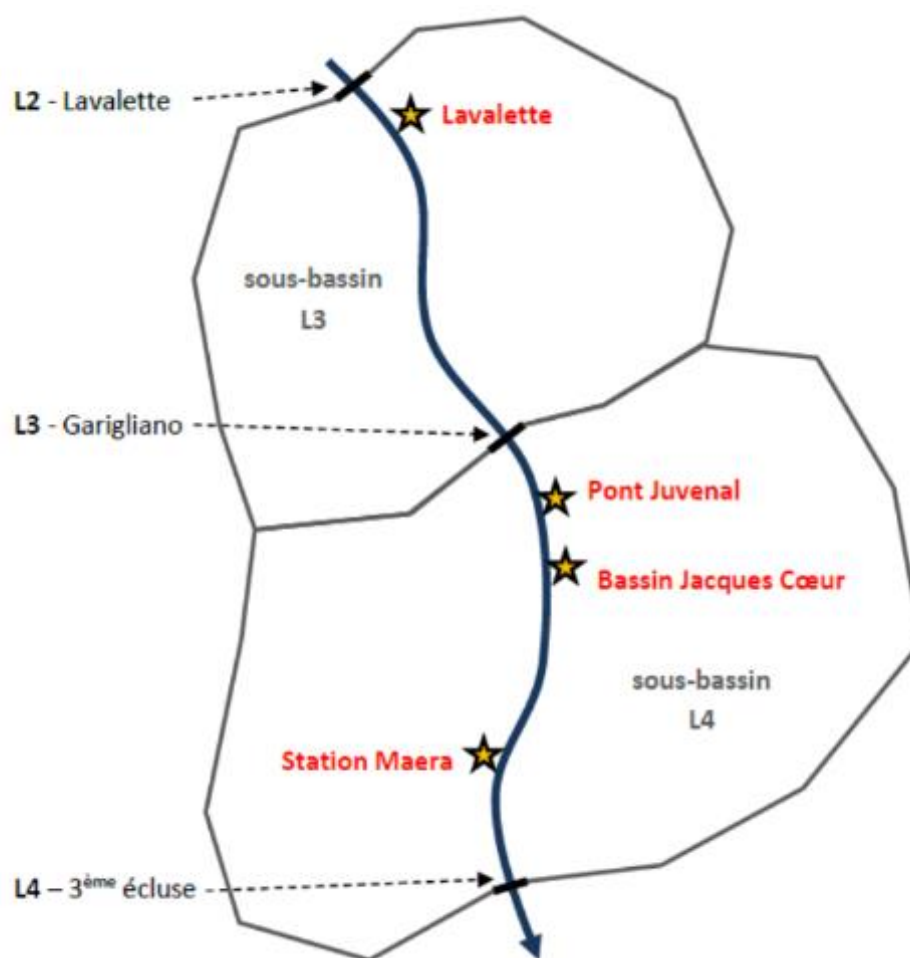 L2 - Lavalette
Lavalette
sous-bassin
L3
L3 - Garigliano
Pont Juvenal
Bassin Jacques Cœur
sous-bassin
L4
Station Maera
L4 – 3ème écluse